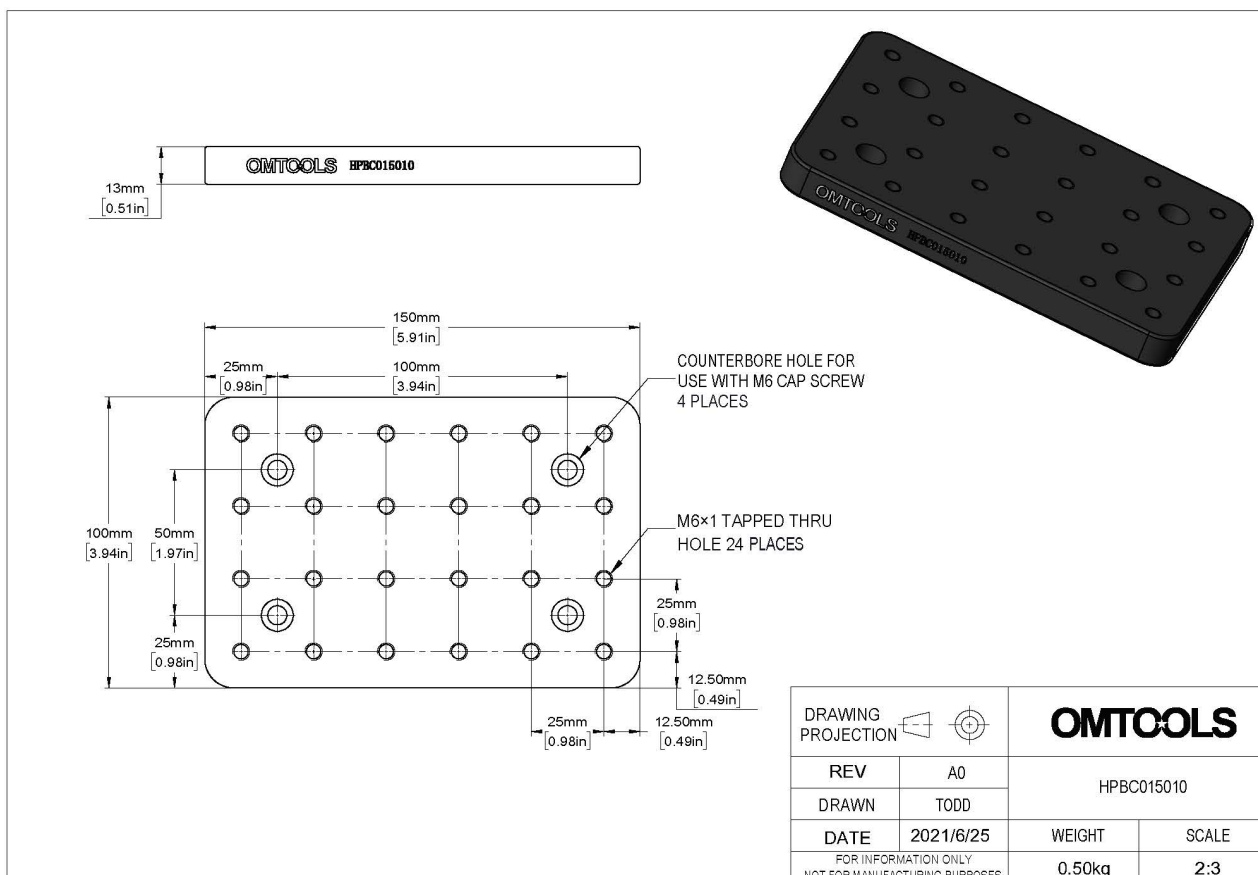 OMTOOLS HPBC015010
13mm
[0.51in]
OMTOOLS HPBC015010
150mm
[5.91in]
25mm
[0.98in]
100mm
[3.94in]
COUNTERBORE HOLE FOR
USE WITH M6 CAP SCREW
4 PLACES
100mm
[3.94in]
50mm
[1.97in]
M6×1 TAPPED THRU
HOLE 24 PLACES
25mm
[0.98in]
25mm
[0.98in]
12.50mm
[0.49in]
25mm
[0.98in]
12.50mm
[0.49in]
DRAWING
PROJECTION
OMTOOLS
REV A0
HPBC015010
DRAWN TODD
DATE 2021/6/25 WEIGHT SCALE
FOR INFORMATION ONLY
NOT FOR MANUFACTURING PURPOSES
0.50kg 2:3